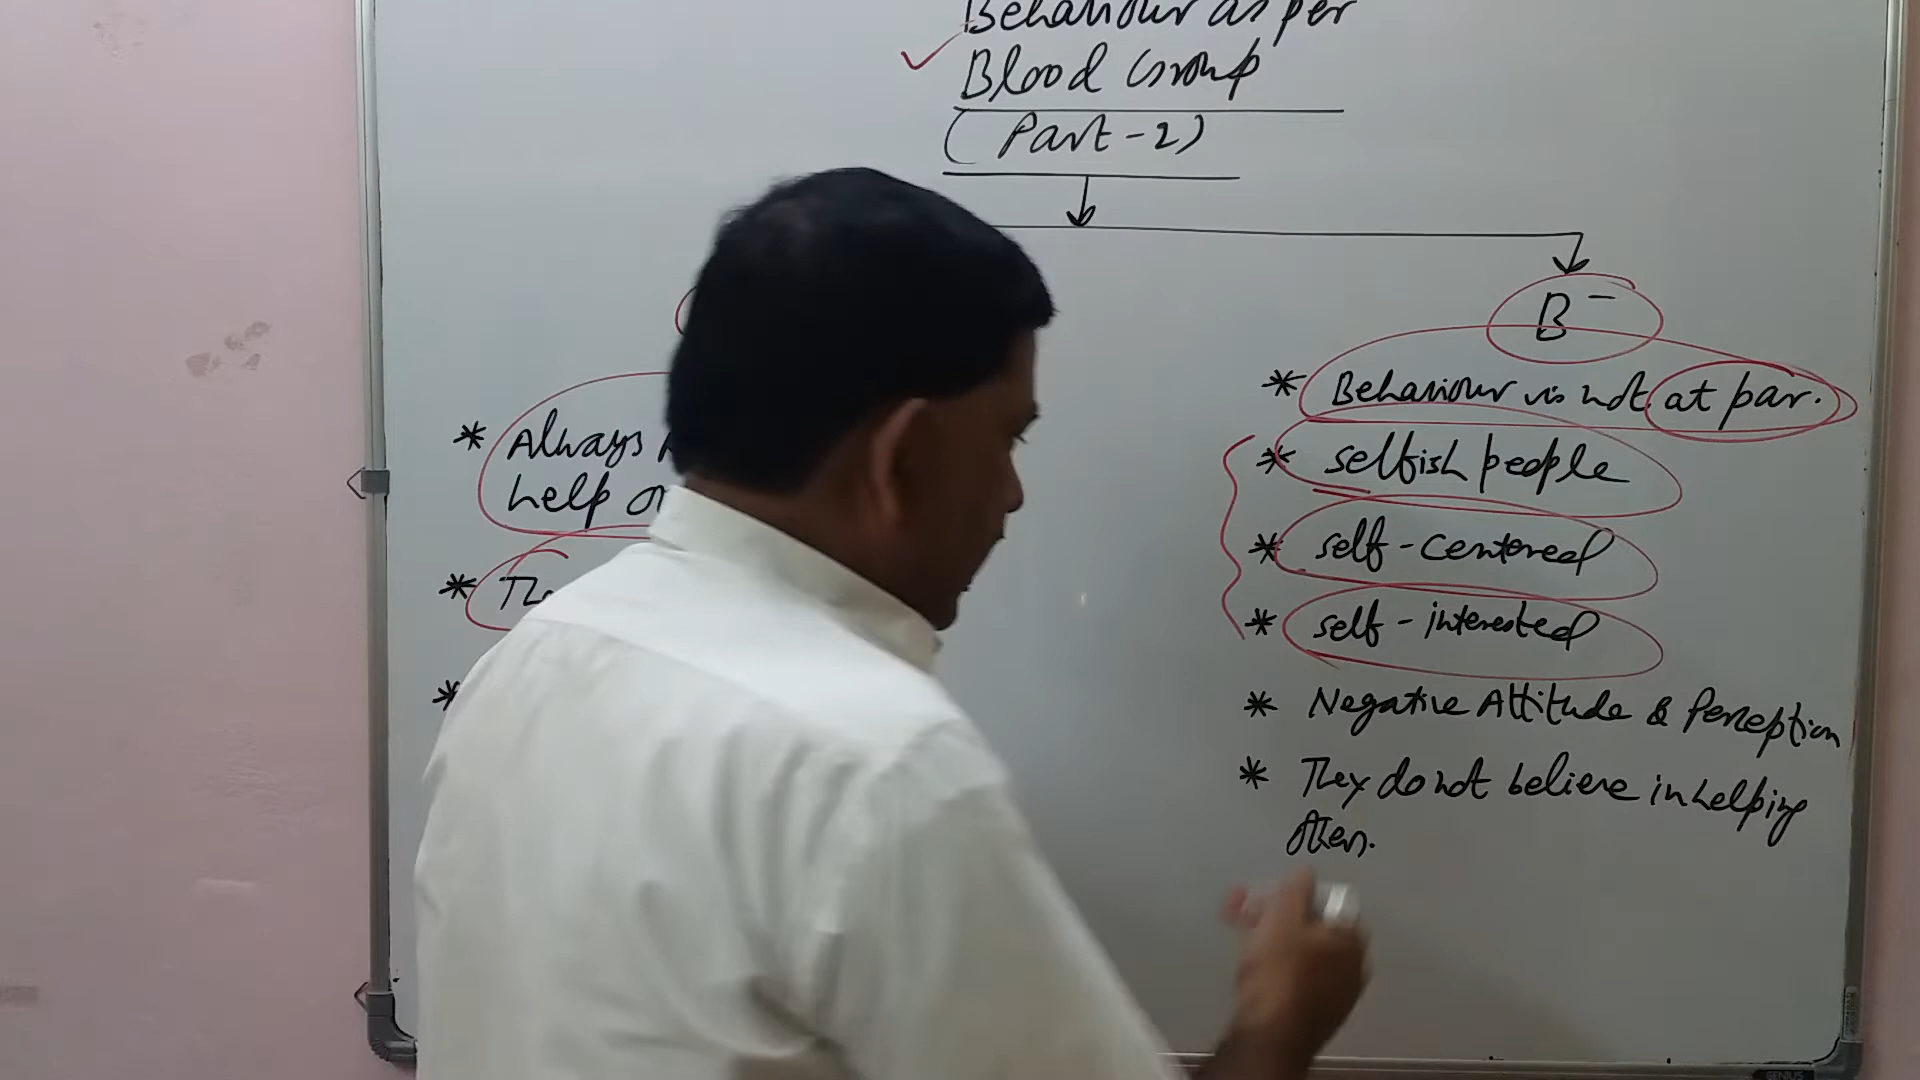 Behaviour as per
Blood Group
(Part-2)
* Always
help
*
*
B-
* Behaviour is not at par.
* selfish people
* self-centered
* self-interested
* Negative Attitude & Perception
* They do not believe in helping
others.
GENIUS